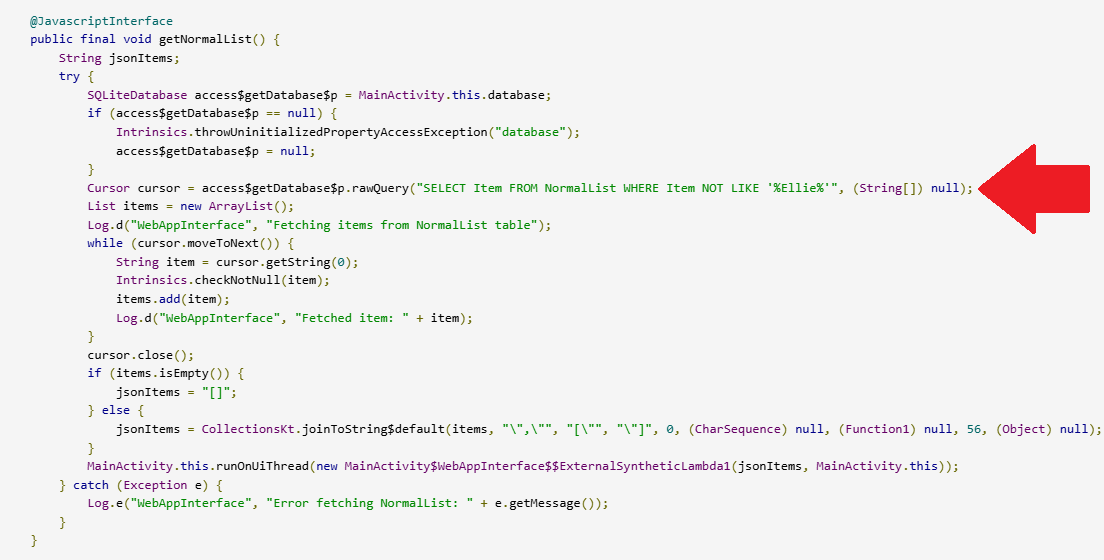 @JavascriptInterface
public final void getNormalList() {
    String jsonItems;
    try {
        SQLiteDatabase access$getDatabase$p = MainActivity.this.database;
        if (access$getDatabase$p == null) {
            Intrinsics.throwUninitializedPropertyAccessException("database");
            access$getDatabase$p = null;
        }
        Cursor cursor = access$getDatabase$p.rawQuery("SELECT Item FROM NormalList WHERE Item NOT LIKE '%Ellie%'", (String[]) null);
        List items = new ArrayList();
        Log.d("WebAppInterface", "Fetching items from NormalList table");
        while (cursor.moveToNext()) {
            String item = cursor.getString(0);
            Intrinsics.checkNotNull(item);
            items.add(item);
            Log.d("WebAppInterface", "Fetched item: " + item);
        }
        cursor.close();
        if (items.isEmpty()) {
            jsonItems = "[]";
        } else {
            jsonItems = CollectionsKt.joinToString$default(items, "\",\"", "[\"", "\"]", 0, (CharSequence) null, (Function1) null, 56, (Object) null);
        }
        MainActivity.this.runOnUiThread(new MainActivity$WebAppInterface$$ExternalSyntheticLambda1(jsonItems, MainActivity.this));
    } catch (Exception e) {
        Log.e("WebAppInterface", "Error fetching NormalList: " + e.getMessage());
    }
}